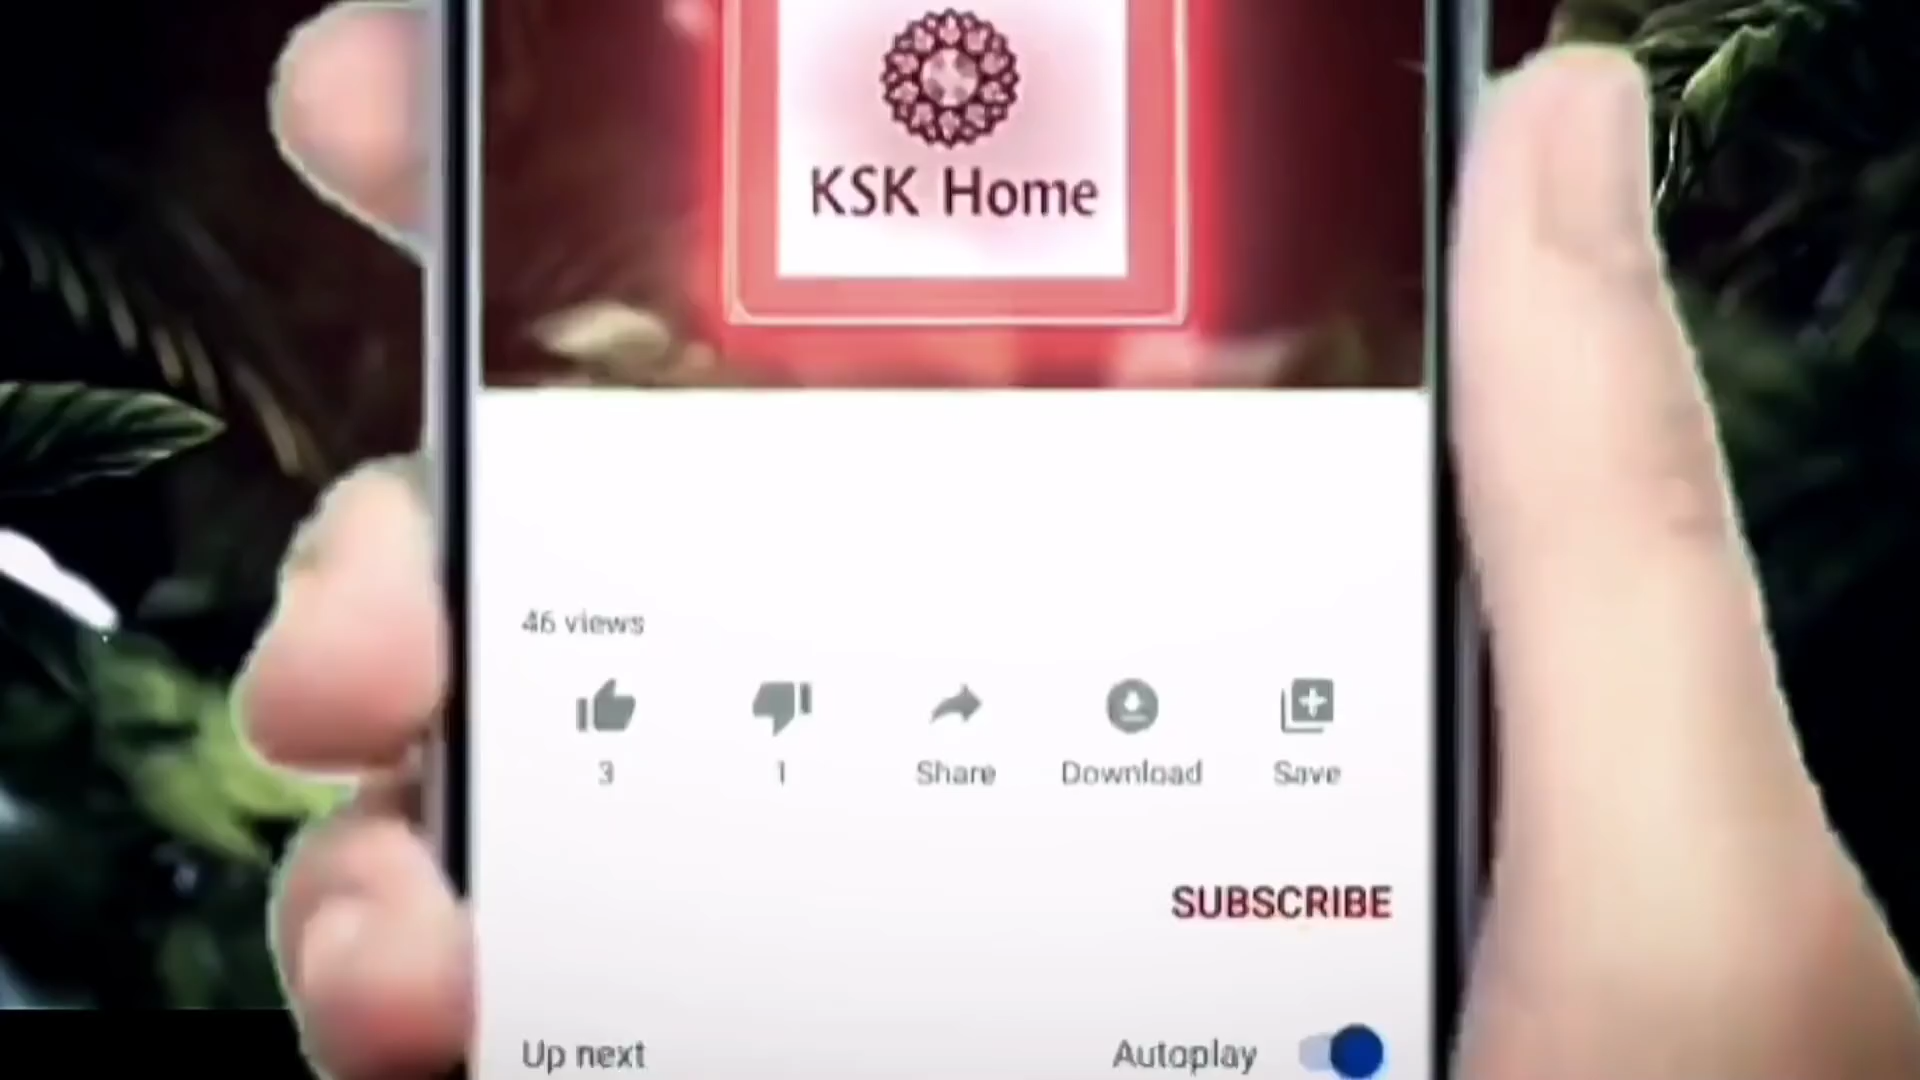 KSK Home
46 views
3
1
Share
Download
Save
SUBSCRIBE
Up next
Autoplay